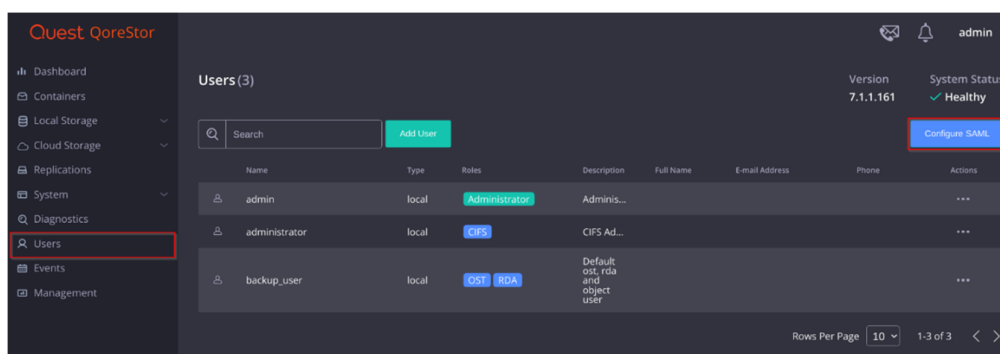 Quest QoreStor
admin
Dashboard
Containers
Local Storage
Cloud Storage
Replications
System
Diagnostics
Users
Events
Management
Users (3)
Version
7.1.1.161
System Status
Healthy
Search
Add User
Configure SAML
Name Type Roles Description Full Name E-mail Address Phone Actions
admin local Administrator Adminis... ...
administrator local CIFS CIFS Ad... ...
backup_user local OST RDA Default
ost, rda
and
object
user
...
Rows Per Page 10 1-3 of 3